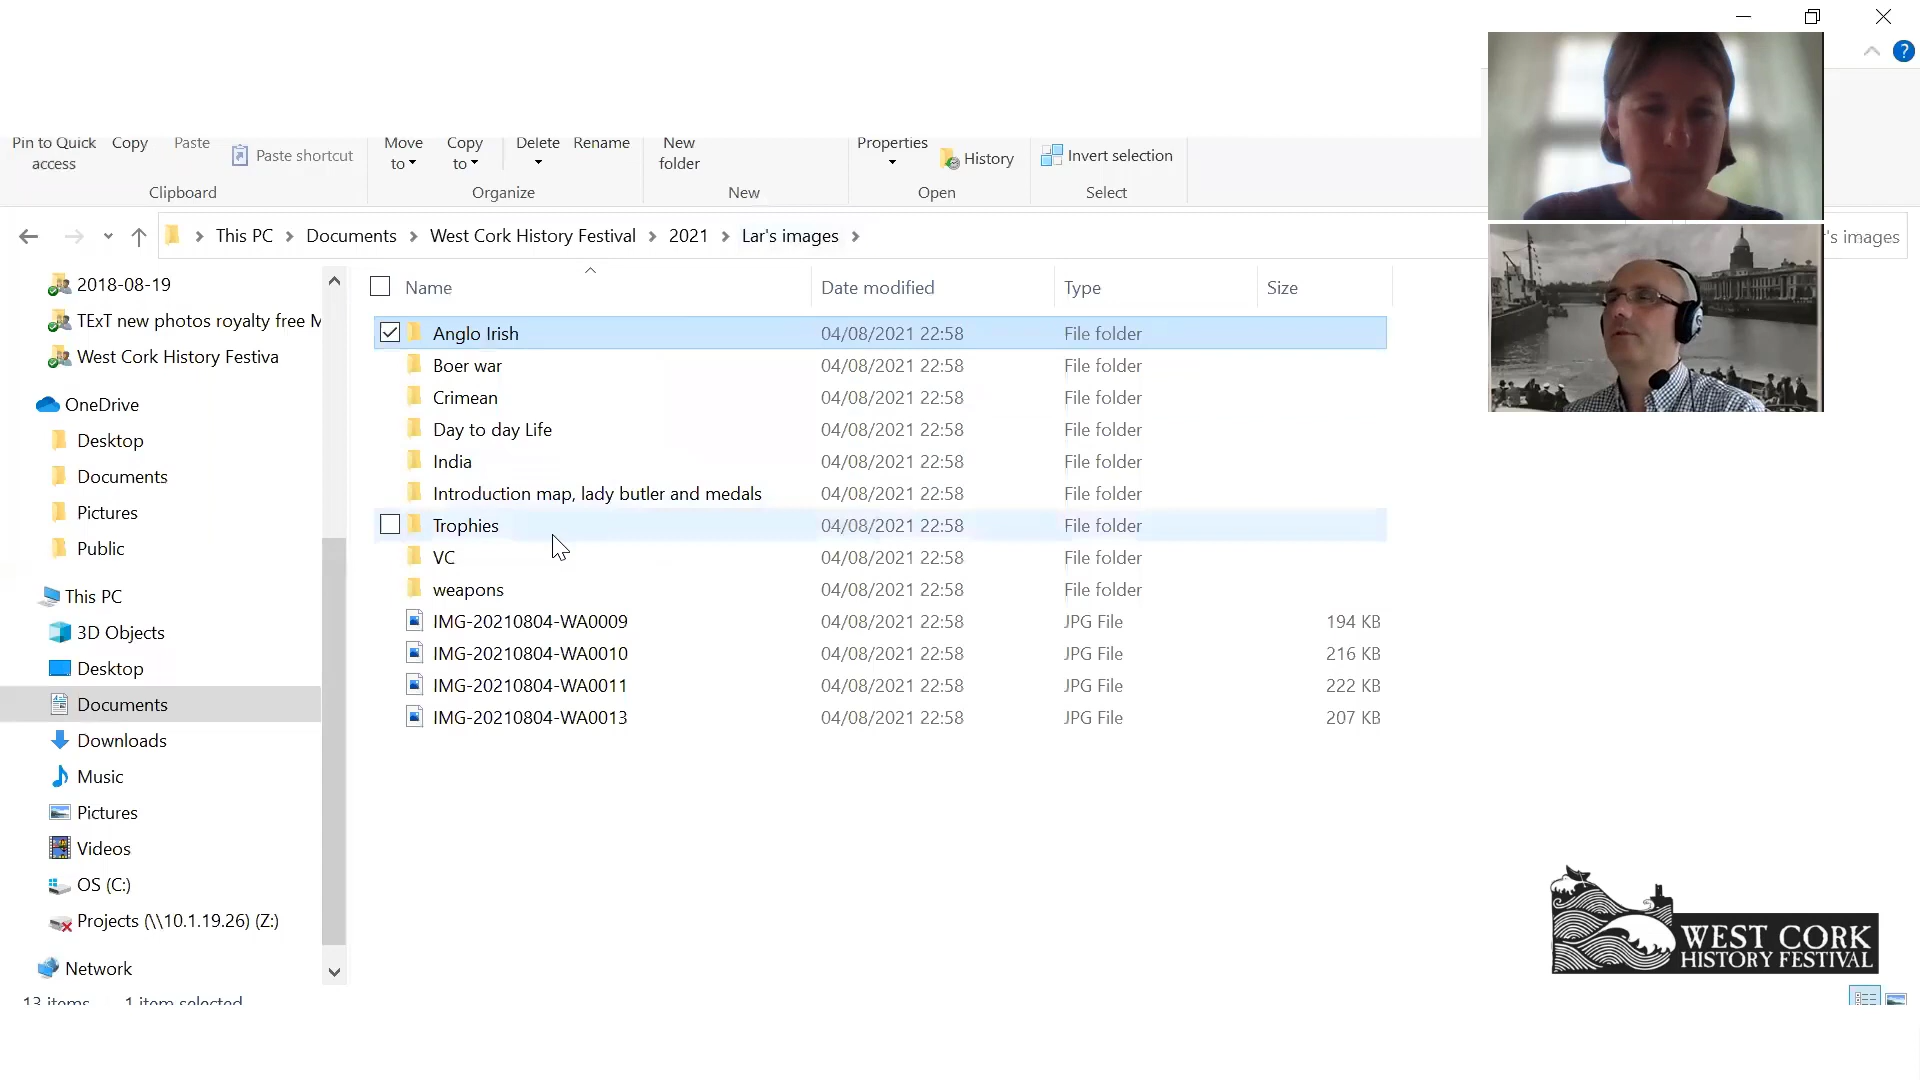 ?
Pin to Quick access
Copy
Paste
Paste shortcut
Move to
Copy to
Delete
Rename
New folder
Properties
History
Invert selection
Clipboard
Organize
New
Open
Select
This PC > Documents > West Cork History Festival > 2021 > Lar's images >
's images
2018-08-19
TExT new photos royalty free M
West Cork History Festiva
OneDrive
Desktop
Documents
Pictures
Public
This PC
3D Objects
Desktop
Documents
Downloads
Music
Pictures
Videos
OS (C:)
Projects (\\10.1.19.26) (Z:)
Network
13 items 1 item selected
Name Date modified Type Size
Anglo Irish 04/08/2021 22:58 File folder
Boer war 04/08/2021 22:58 File folder
Crimean 04/08/2021 22:58 File folder
Day to day Life 04/08/2021 22:58 File folder
India 04/08/2021 22:58 File folder
Introduction map, lady butler and medals 04/08/2021 22:58 File folder
Trophies 04/08/2021 22:58 File folder
VC 04/08/2021 22:58 File folder
weapons 04/08/2021 22:58 File folder
IMG-20210804-WA0009 04/08/2021 22:58 JPG File 194 KB
IMG-20210804-WA0010 04/08/2021 22:58 JPG File 216 KB
IMG-20210804-WA0011 04/08/2021 22:58 JPG File 222 KB
IMG-20210804-WA0013 04/08/2021 22:58 JPG File 207 KB
WEST CORK
HISTORY FESTIVAL